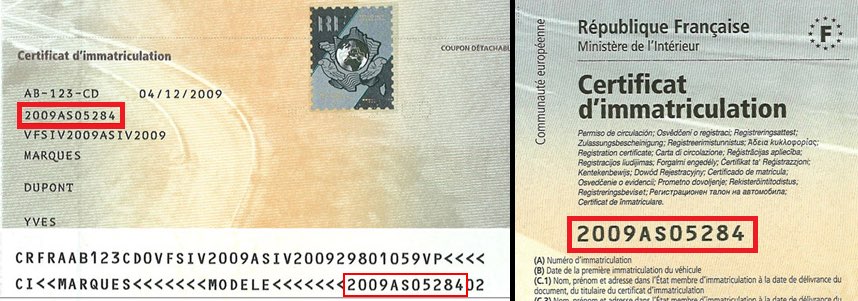 Certificat d'immatriculation
COUPON DÉTACHABL
AB-123-CD 04/12/2009
2009AS05284
VFSIV2009ASIV2009
MARQUES
DUPONT
YVES
CRFRAAB123CD0VFSIV2009ASIV200929801059VP<<<<
CI<<MARQUES<<<<<<<MODELE<<<<<<<2009AS0528402
Communauté européenne
République Française
Ministère de l'Intérieur
F
Certificat
d'immatriculation
Permiso de circulación; Osvědčení o registraci; Registreringsattest;
Zulassungsbescheinigung; Registreerimistunnistus; Άδεια κυκλοφορίας;
Registration certificate; Carta di circolazione; Reģistrācijas apliecība;
Registracijos liudijimas; Forgalmi engedély; Ċertifikat ta' Reġistrazzjoni;
Kentekenbewijs; Dowód Rejestracyjny; Certificado de matrícula;
Osvedčenie o evidencii; Prometno dovoljenje; Rekisteröintitodistus;
Registreringsbeviset; Регистрационен талон на автомобила;
Certificat de înmatriculare.
2009AS05284
(A) Numéro d'immatriculation
(B) Date de la première immatriculation du véhicule
(C.1) Nom, prénom et adresse dans l'État membre d'immatriculation à la date de délivrance du
document, du titulaire du certificat d'immatriculation
(C.3) Nom, prénom et adresse dans l'État membre d'immatriculation à la date de délivrance